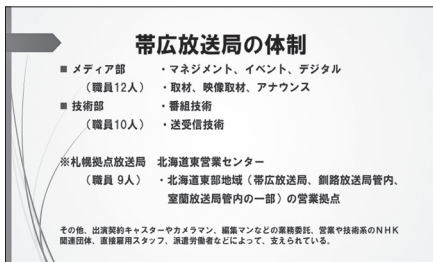 帯広放送局の体制
■ メディア部 ・マネジメント、イベント、デジタル
（職員12人） ・取材、映像取材、アナウンス
■ 技術部 ・番組技術
（職員10人） ・送受信技術
※札幌拠点放送局 北海道東営業センター
（職員 9人） ・北海道東部地域（帯広放送局、釧路放送局管内、
室蘭放送局管内の一部）の営業拠点
その他、出演契約キャスターやカメラマン、編集マンなどの業務委託、営業や技術系のNHK
関連団体、直接雇用スタッフ、派遣労働者などによって、支えられている。